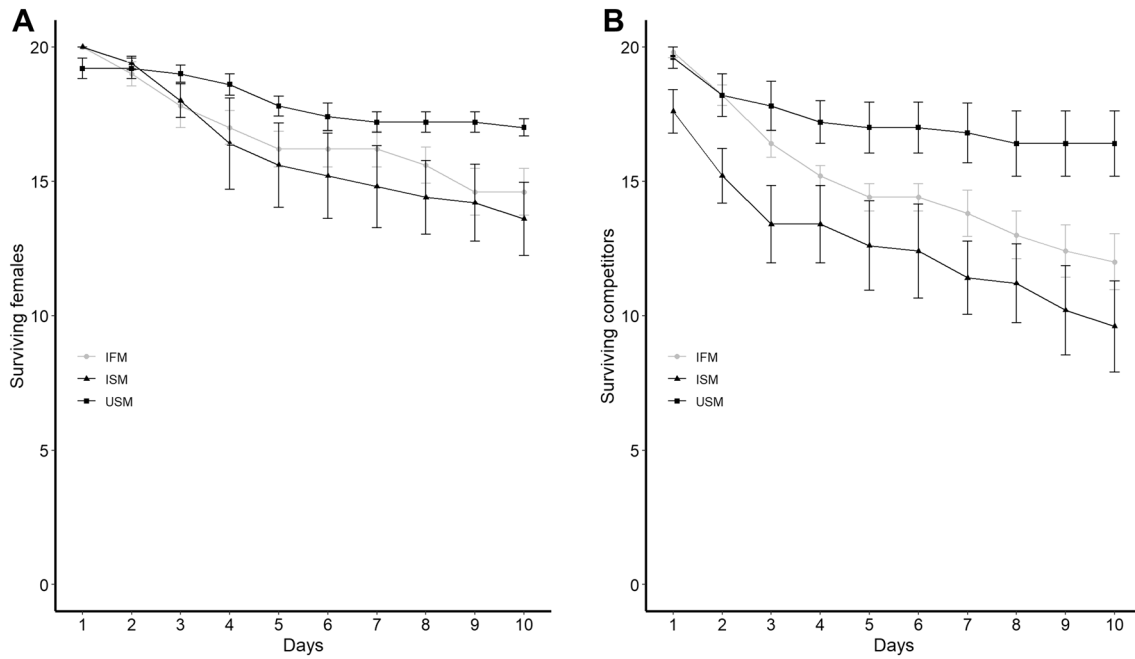 A
Surviving females
20
15
10
5
0
IFM
ISM
USM
1 2 3 4 5 6 7 8 9 10
Days
B
Surviving competitors
20
15
10
5
0
IFM
ISM
USM
1 2 3 4 5 6 7 8 9 10
Days